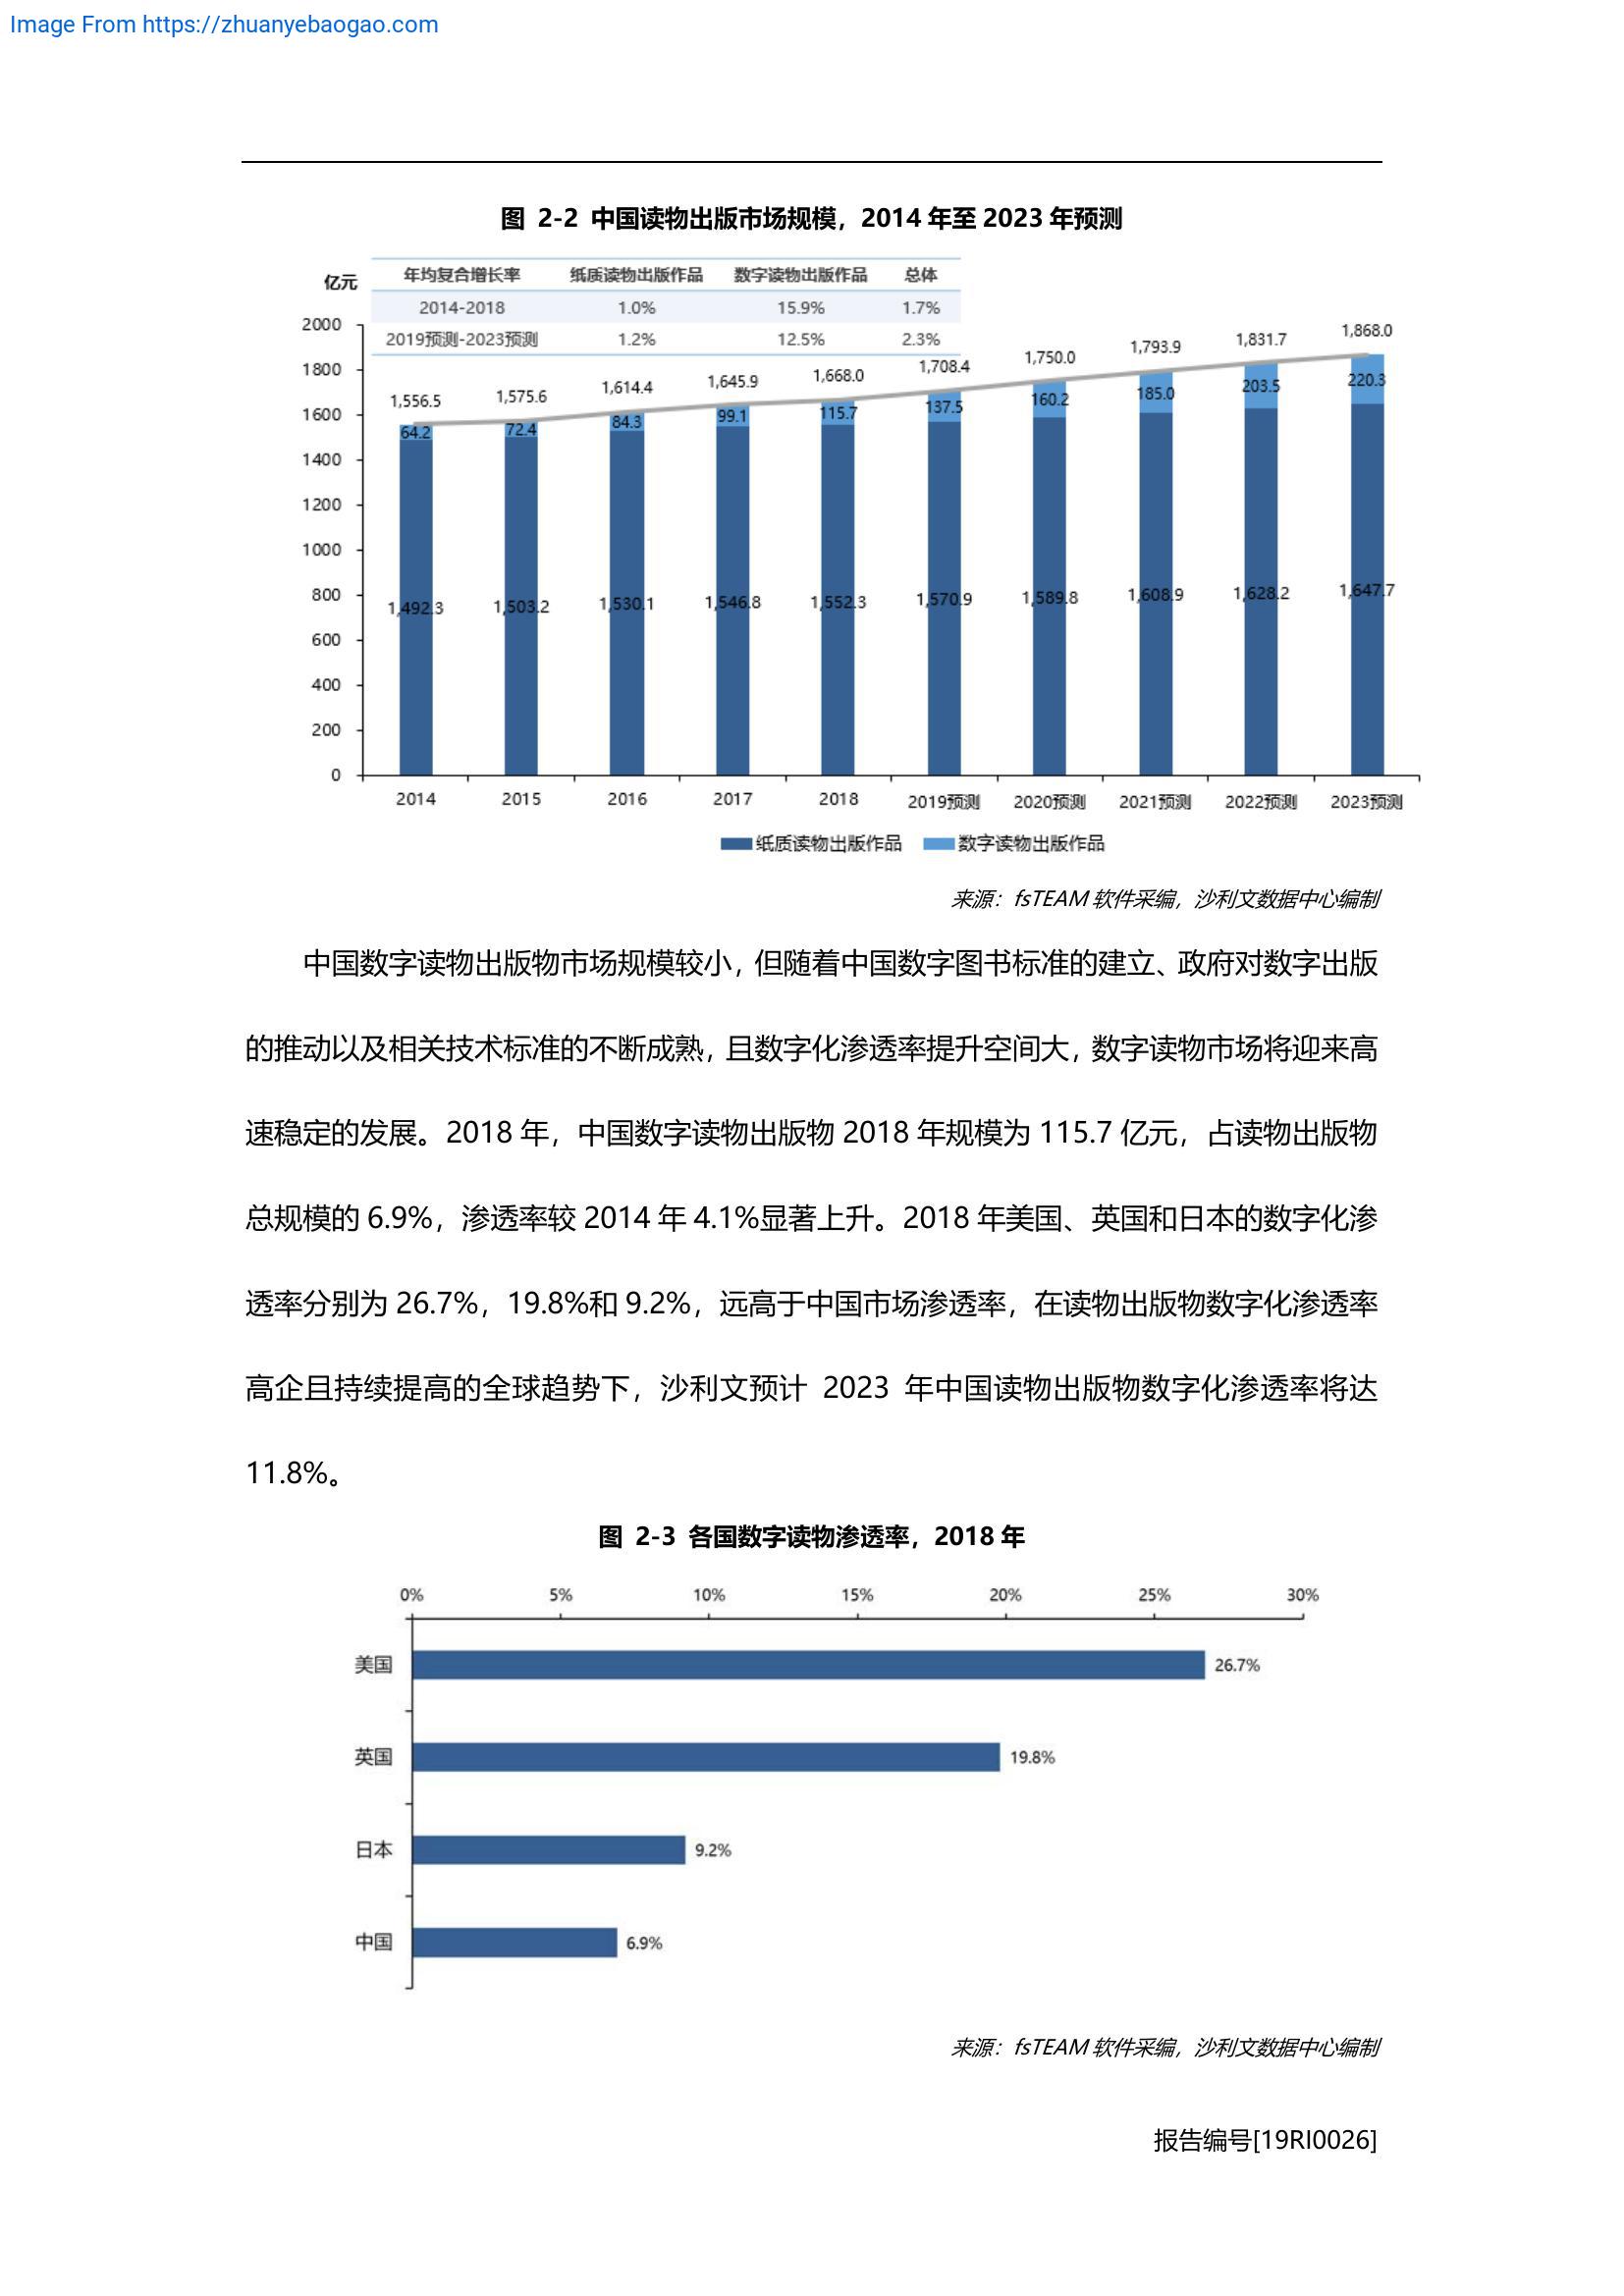 Image From https://zhuanyebaogao.com
图 2-2 中国读物出版市场规模，2014 年至 2023 年预测
亿元
年均复合增长率 纸质读物出版作品 数字读物出版作品 总体
2014-2018 1.0% 15.9% 1.7%
2019预测-2023预测 1.2% 12.5% 2.3%
2000
1800
1600
1400
1200
1000
800
600
400
200
0
1,556.5 1,575.6 1,614.4 1,645.9 1,668.0 1,708.4 1,750.0 1,793.9 1,831.7 1,868.0
64.2 72.4 84.3 99.1 115.7 137.5 160.2 185.0 203.5 220.3
1,492.3 1,503.2 1,530.1 1,546.8 1,552.3 1,570.9 1,589.8 1,608.9 1,628.2 1,647.7
2014 2015 2016 2017 2018 2019预测 2020预测 2021预测 2022预测 2023预测
纸质读物出版作品 数字读物出版作品
来源：fsTEAM 软件采编，沙利文数据中心编制
中国数字读物出版物市场规模较小，但随着中国数字图书标准的建立、政府对数字出版
的推动以及相关技术标准的不断成熟，且数字化渗透率提升空间大，数字读物市场将迎来高
速稳定的发展。2018 年，中国数字读物出版物 2018 年规模为 115.7 亿元，占读物出版物
总规模的 6.9%，渗透率较 2014 年 4.1%显著上升。2018 年美国、英国和日本的数字化渗
透率分别为 26.7%，19.8%和 9.2%，远高于中国市场渗透率，在读物出版物数字化渗透率
高企且持续提高的全球趋势下，沙利文预计 2023 年中国读物出版物数字化渗透率将达
11.8%。
图 2-3 各国数字读物渗透率，2018 年
0% 5% 10% 15% 20% 25% 30%
美国 26.7%
英国 19.8%
日本 9.2%
中国 6.9%
来源：fsTEAM 软件采编，沙利文数据中心编制
报告编号[19RI0026]